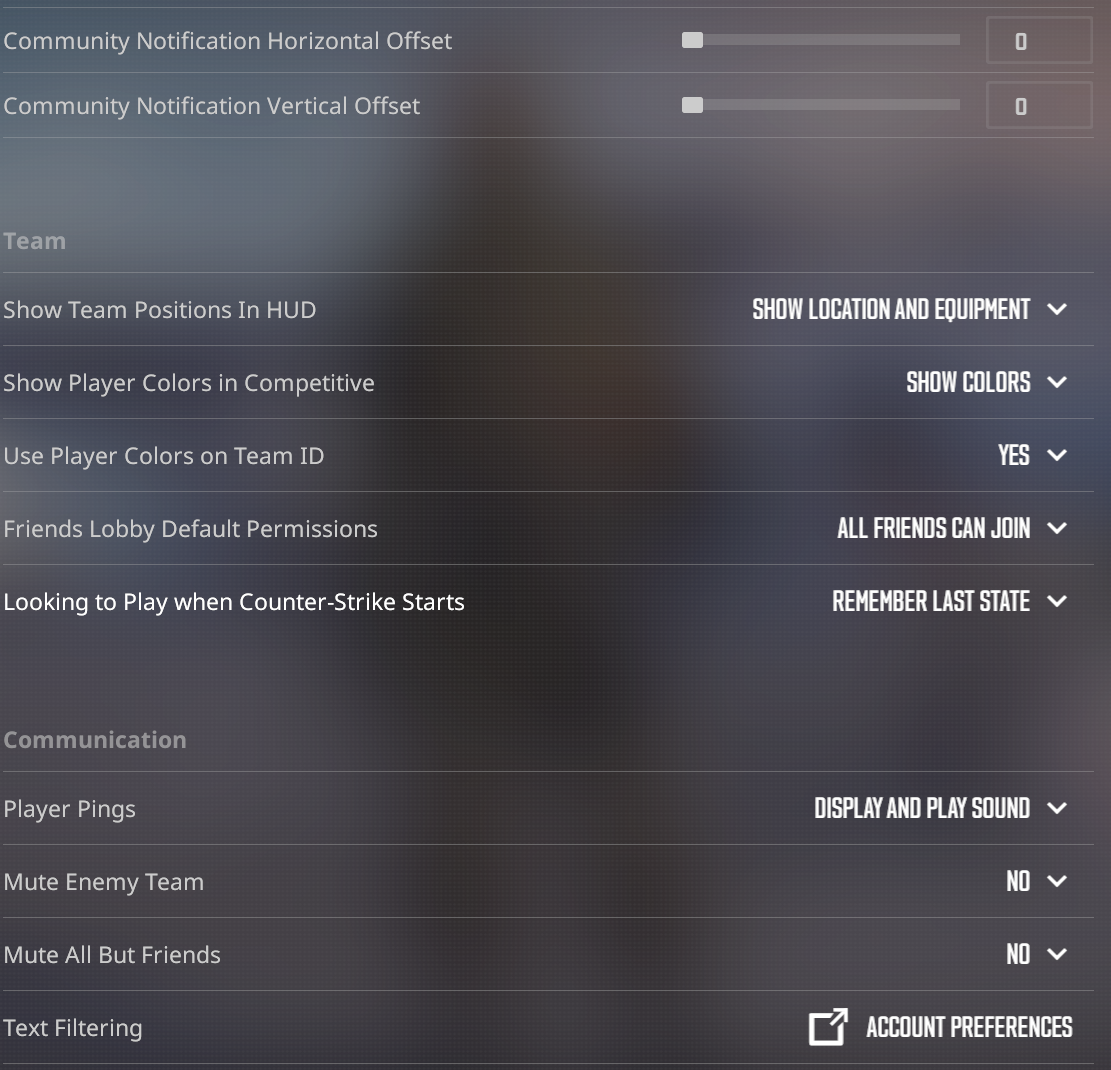 Community Notification Horizontal Offset 0
Community Notification Vertical Offset 0
Team
Show Team Positions In HUD SHOW LOCATION AND EQUIPMENT
Show Player Colors in Competitive SHOW COLORS
Use Player Colors on Team ID YES
Friends Lobby Default Permissions ALL FRIENDS CAN JOIN
Looking to Play when Counter-Strike Starts REMEMBER LAST STATE
Communication
Player Pings DISPLAY AND PLAY SOUND
Mute Enemy Team NO
Mute All But Friends NO
Text Filtering ACCOUNT PREFERENCES